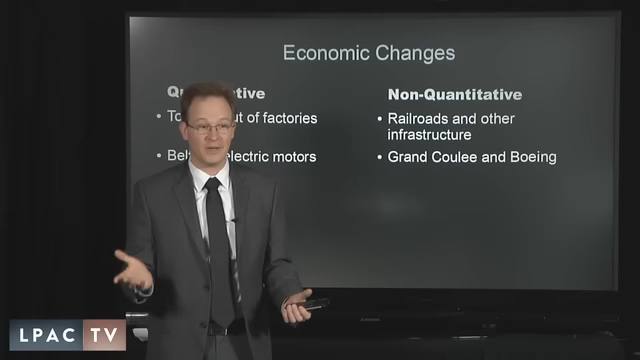 Economic Changes
Non-Quantitative
• of factories
• Railroads and other
infrastructure
• electric motors
• Grand Coulee and Boeing
LPAC TV